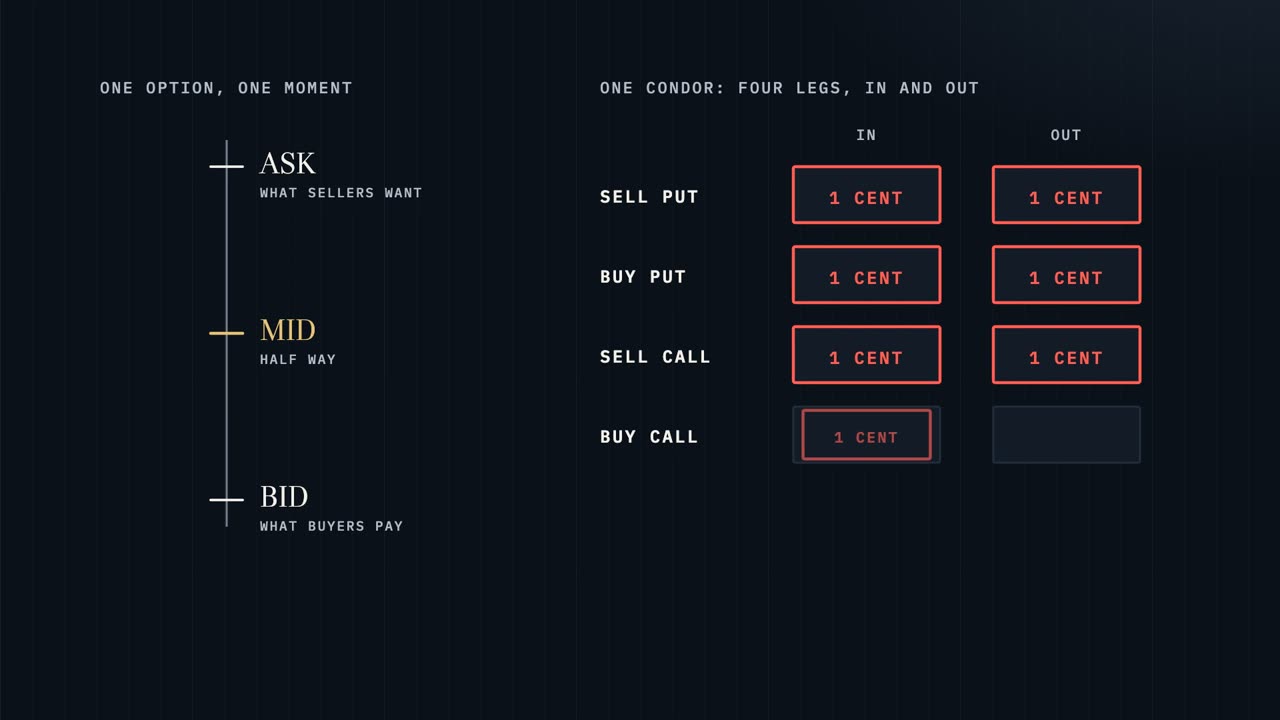 ONE OPTION, ONE MOMENT
ASK
WHAT SELLERS WANT
MID
HALF WAY
BID
WHAT BUYERS PAY
ONE CONDOR: FOUR LEGS, IN AND OUT
IN OUT
SELL PUT 1 CENT 1 CENT
BUY PUT 1 CENT 1 CENT
SELL CALL 1 CENT 1 CENT
BUY CALL 1 CENT